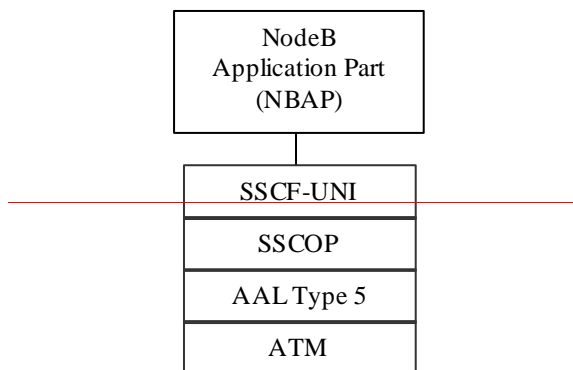 NodeB
Application Part
(NBAP)
SSCF-UNI
SSCOP
AAL Type 5
ATM